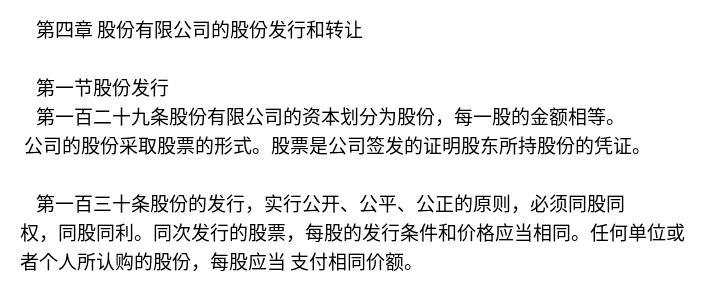 第四章 股份有限公司的股份发行和转让
第一节股份发行
第一百二十九条股份有限公司的资本划分为股份，每一股的金额相等。
公司的股份采取股票的形式。股票是公司签发的证明股东所持股份的凭证。
第一百三十条股份的发行，实行公开、公平、公正的原则，必须同股同
权，同股同利。同次发行的股票，每股的发行条件和价格应当相同。任何单位或
者个人所认购的股份，每股应当 支付相同价额。